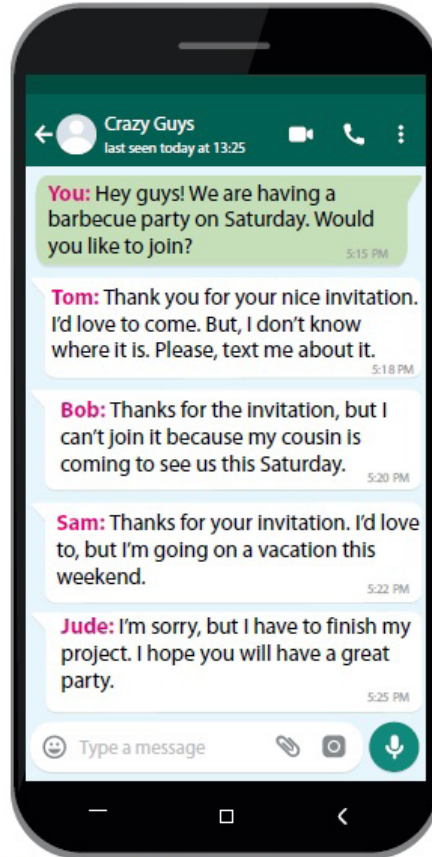 Crazy Guys
last seen today at 13:25
You: Hey guys! We are having a
barbecue party on Saturday. Would
you like to join?
5:15 PM
Tom: Thank you for your nice invitation.
I'd love to come. But, I don't know
where it is. Please, text me about it.
5:18 PM
Bob: Thanks for the invitation, but I
can't join it because my cousin is
coming to see us this Saturday.
5:20 PM
Sam: Thanks for your invitation. I'd love
to, but I'm going on a vacation this
weekend.
5:22 PM
Jude: I'm sorry, but I have to finish my
project. I hope you will have a great
party.
5:25 PM
Type a message